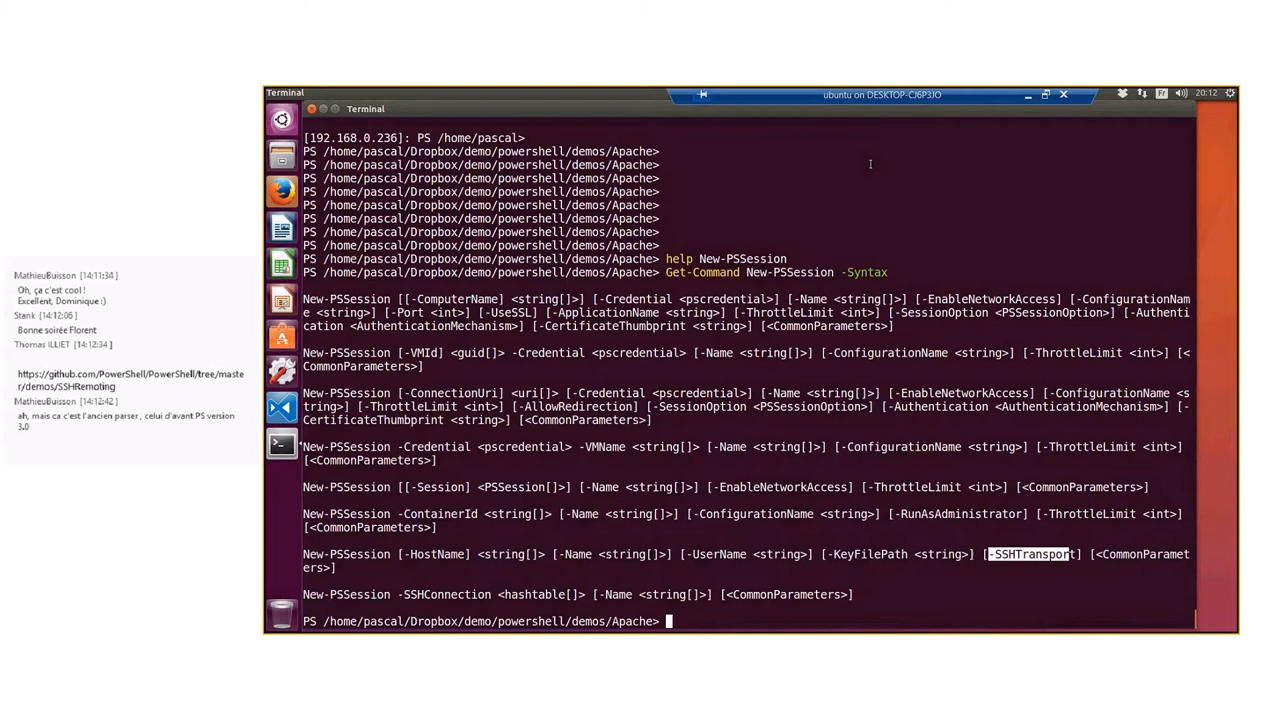 MathieuBuisson [14:11:34]
Oh, ça c'est cool !
Excellent, Dominique :)
Stank [14:12:06]
Bonne soirée Florent
Thomas ILLIET [14:12:34]
https://github.com/PowerShell/PowerShell/tree/maste
r/demos/SSHRemoting
MathieuBuisson [14:12:42]
ah, mais ca c'est l'ancien parser, celui d'avant PS version
3.0
Terminal
ubuntu on DESKTOP-CJ6P3JO
Fr
20:12
Terminal
[192.168.0.236]: PS /home/pascal>
PS /home/pascal/Dropbox/demo/powershell/demos/Apache>
PS /home/pascal/Dropbox/demo/powershell/demos/Apache>
PS /home/pascal/Dropbox/demo/powershell/demos/Apache>
PS /home/pascal/Dropbox/demo/powershell/demos/Apache>
PS /home/pascal/Dropbox/demo/powershell/demos/Apache>
PS /home/pascal/Dropbox/demo/powershell/demos/Apache>
PS /home/pascal/Dropbox/demo/powershell/demos/Apache>
PS /home/pascal/Dropbox/demo/powershell/demos/Apache>
PS /home/pascal/Dropbox/demo/powershell/demos/Apache> help New-PSSession
PS /home/pascal/Dropbox/demo/powershell/demos/Apache> Get-Command New-PSSession -Syntax
New-PSSession [[-ComputerName] <string[]>] [-Credential <pscredential>] [-Name <string[]>] [-EnableNetworkAccess] [-ConfigurationNam
e <string>] [-Port <int>] [-UseSSL] [-ApplicationName <string>] [-ThrottleLimit <int>] [-SessionOption <PSSessionOption>] [-Authenti
cation <AuthenticationMechanism>] [-CertificateThumbprint <string>] [<CommonParameters>]
New-PSSession [-VMId] <guid[]> -Credential <pscredential> [-Name <string[]>] [-ConfigurationName <string>] [-ThrottleLimit <int>] [<
CommonParameters>]
New-PSSession [-ConnectionUri] <uri[]> [-Credential <pscredential>] [-Name <string[]>] [-EnableNetworkAccess] [-ConfigurationName <s
tring>] [-ThrottleLimit <int>] [-AllowRedirection] [-SessionOption <PSSessionOption>] [-Authentication <AuthenticationMechanism>] [-
CertificateThumbprint <string>] [<CommonParameters>]
New-PSSession -Credential <pscredential> -VMName <string[]> [-Name <string[]>] [-ConfigurationName <string>] [-ThrottleLimit <int>]
[<CommonParameters>]
New-PSSession [[-Session] <PSSession[]>] [-Name <string[]>] [-EnableNetworkAccess] [-ThrottleLimit <int>] [<CommonParameters>]
New-PSSession -ContainerId <string[]> [-Name <string[]>] [-ConfigurationName <string>] [-RunAsAdministrator] [-ThrottleLimit <int>]
[<CommonParameters>]
New-PSSession [-HostName] <string[]> [-Name <string[]>] [-UserName <string>] [-KeyFilePath <string>] [-SSHTransport] [<CommonParamet
ers>]
New-PSSession -SSHConnection <hashtable[]> [-Name <string[]>] [<CommonParameters>]
PS /home/pascal/Dropbox/demo/powershell/demos/Apache>